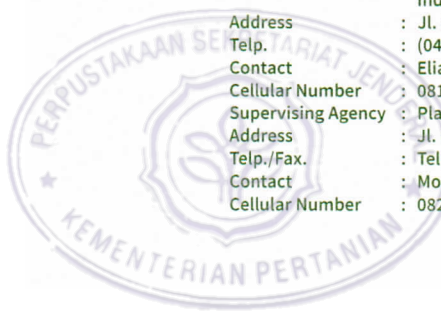 Address : Jl.
Telp. : (04
Contact : Elia
Cellular Number : 081
Supervising Agency : Pla
Address : Jl.
Telp./Fax. : Tel
Contact : Mo
Cellular Number : 082
PERPUSTAKAAN SEKRETARIAT JENDE
KEMENTERIAN PERTANIAN